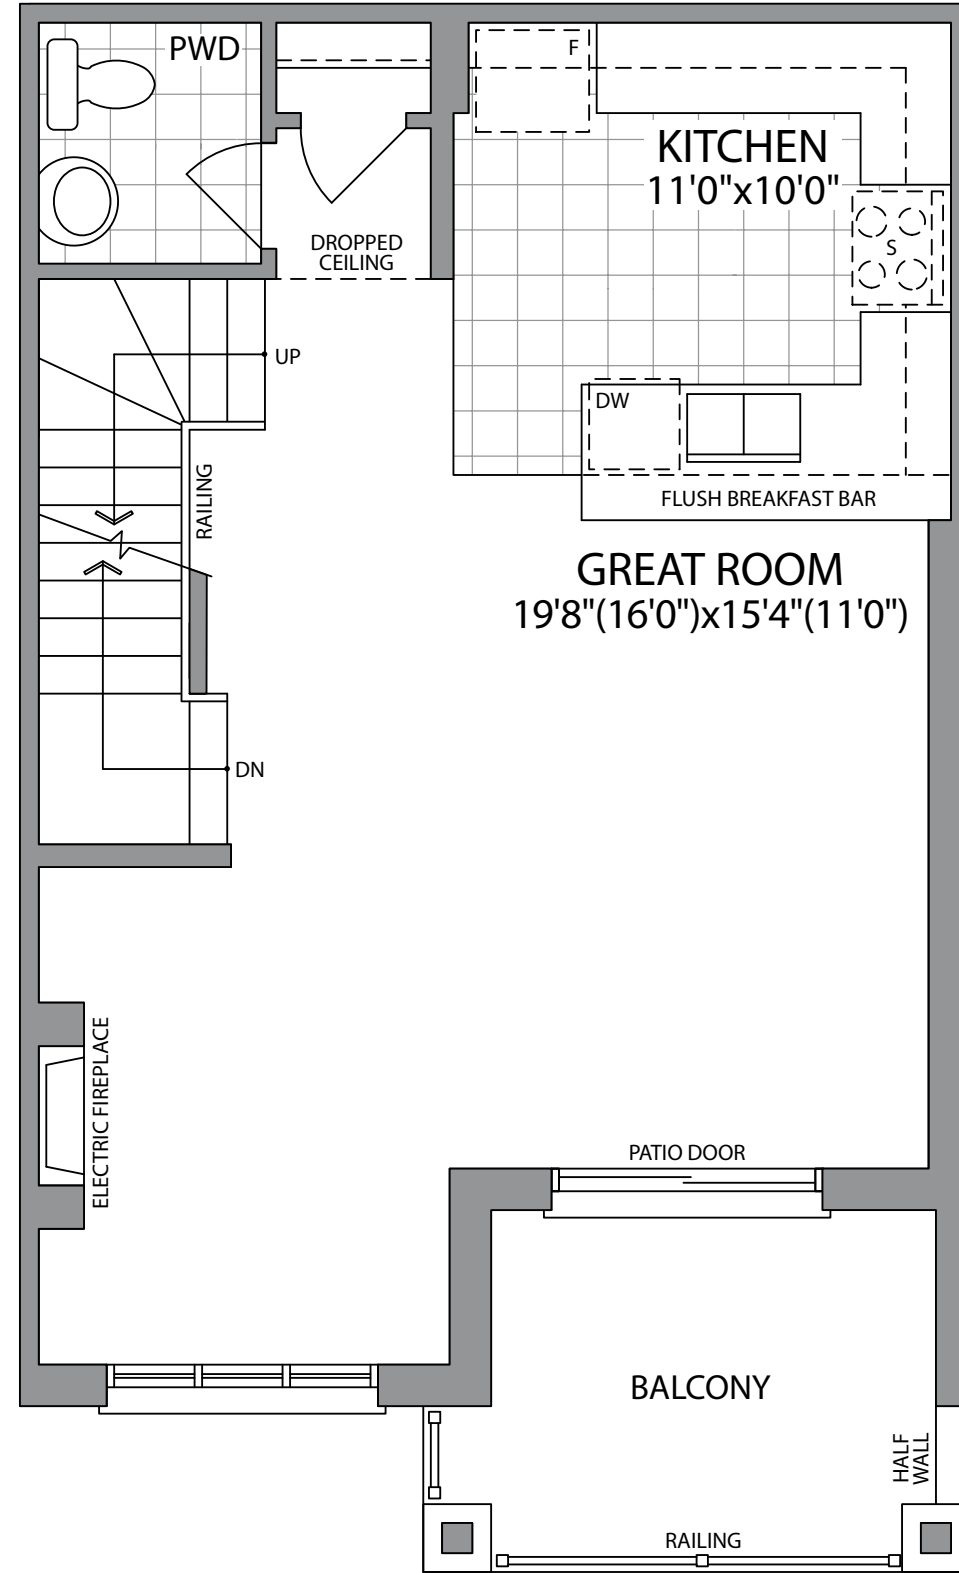 PWD
F
KITCHEN
11'0"x10'0"
S
DROPPED
CEILING
UP
DW
RAILING
FLUSH BREAKFAST BAR
GREAT ROOM
19'8"(16'0")x15'4"(11'0")
DN
ELECTRIC FIREPLACE
PATIO DOOR
BALCONY
HALF
WALL
RAILING